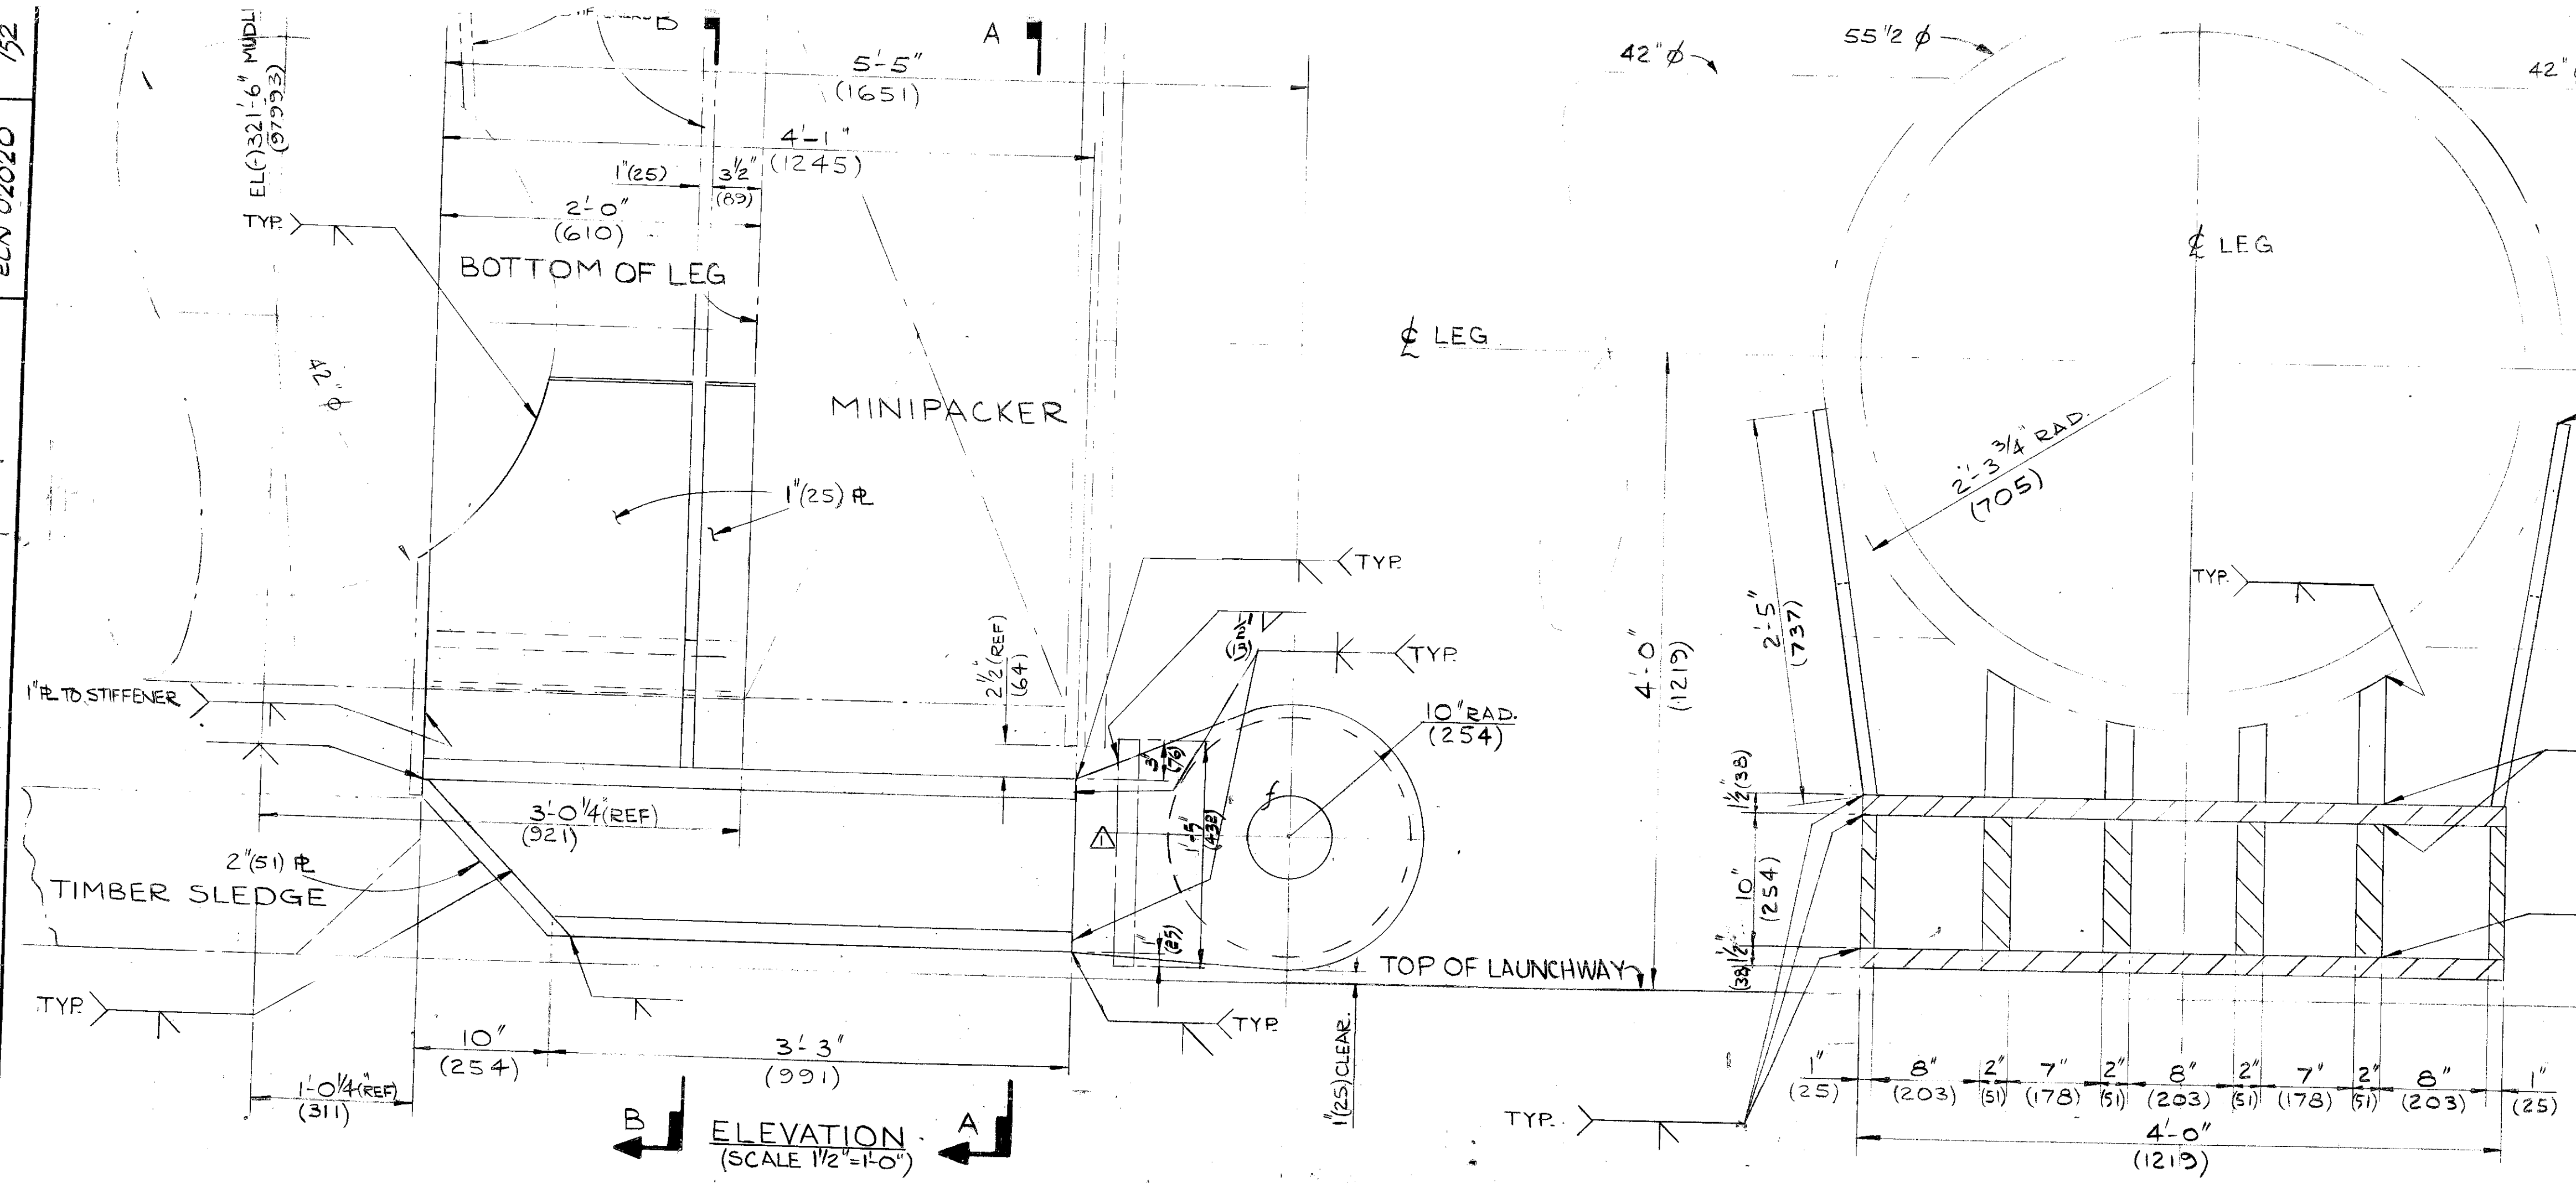 152
ECN 02020
EL(-)321'-6" MUDLI
(97993)
B
A
5'-5"
(1651)
4'-1"
(1245)
1"(25)
3½"
(89)
2'-0"
(610)
TYP.
BOTTOM OF LEG
42"φ
MINIPACKER
1"(25) PL
TYP.
½"
(13)
TYP.
2½"(REF)
(64)
1" PL TO STIFFENER
10" RAD.
(254)
3"
(76)
1'-5"
(432)
1
3'-0¼"(REF)
(921)
2"(51) PL
TIMBER SLEDGE
1"
(25)
TOP OF LAUNCHWAY
TYP.
TYP.
10"
(254)
3'-3"
(991)
1"(25) CLEAR.
1'-0¼"(REF)
(311)
B
A
ELEVATION
(SCALE 1½"=1'-0")
42"φ
55½φ
42"
℄ LEG
℄ LEG
2'-3¾" RAD.
(705)
TYP.
2'-5"
(737)
4'-0"
(1219)
1½"(38)
10"
(254)
(38)1½"
1" 8" 2" 7" 2" 8" 2" 7" 2" 8" 1"
(25) (203) (51) (178) (51) (203) (51) (178) (51) (203) (25)
TYP.
4'-0"
(1219)